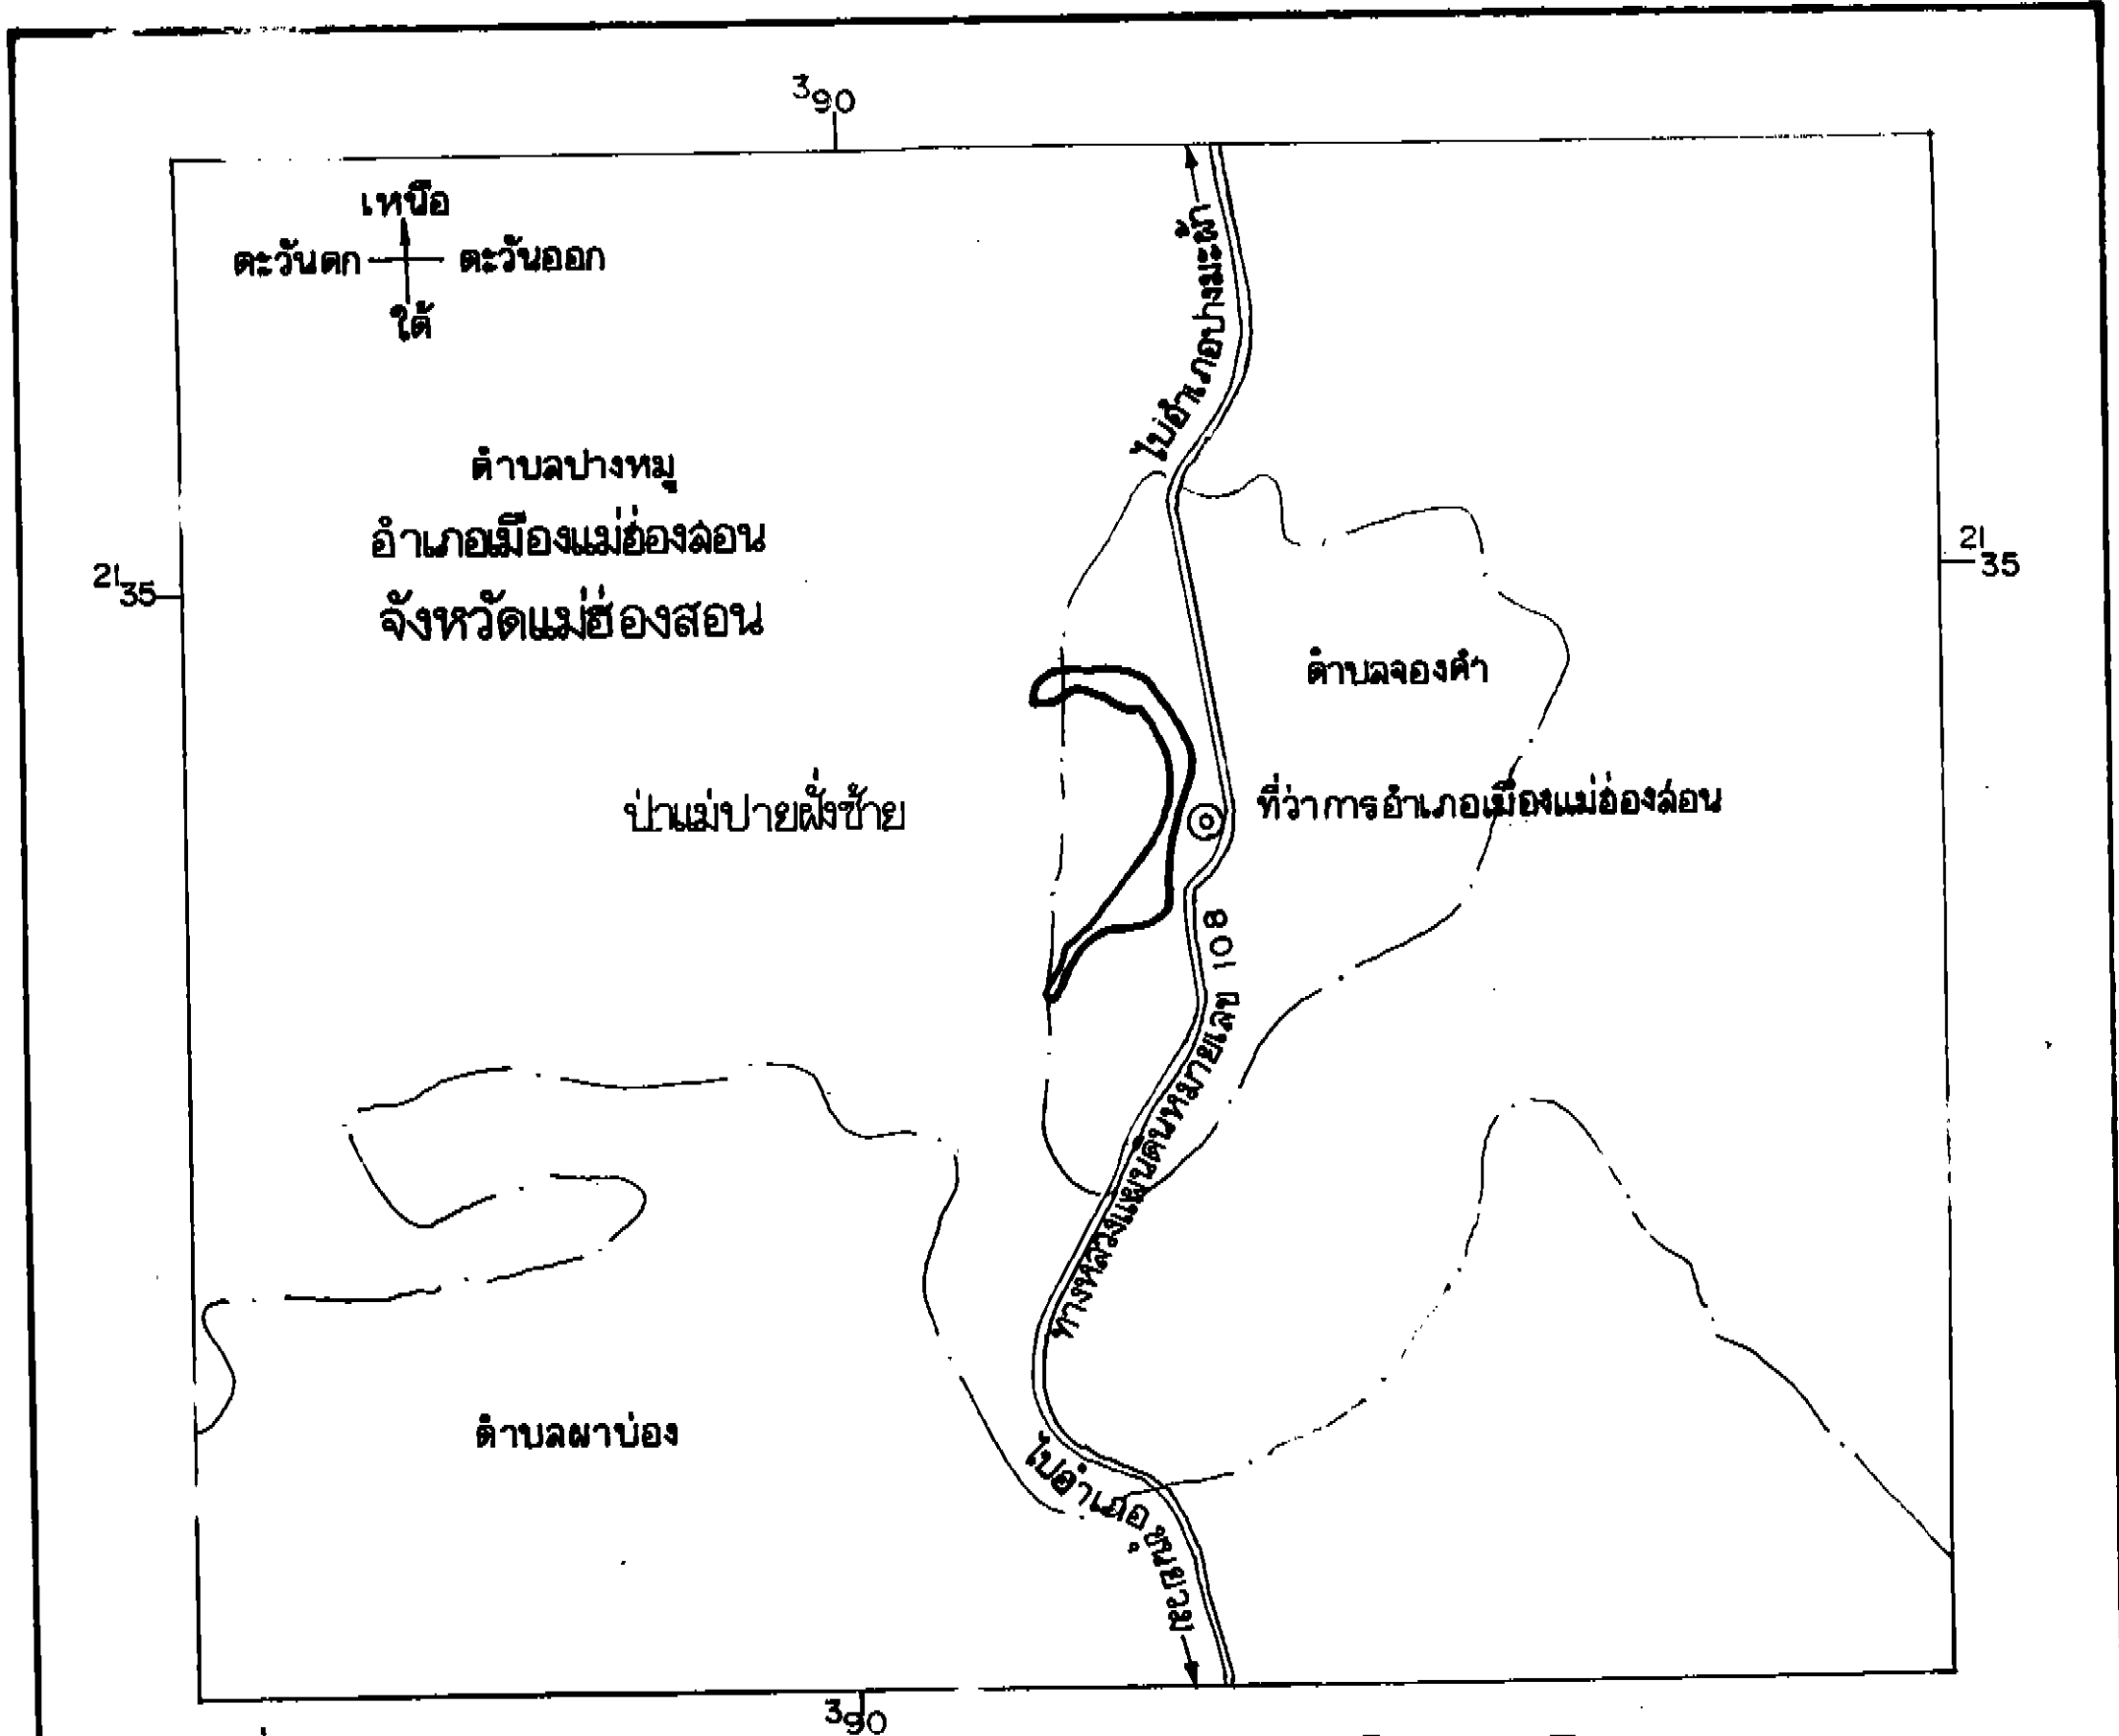 390
เหนือ
ตะวันตก ตะวันออก
ใต้
ไปอำเภอปางมะผ้า
ตำบลปางหมู
อำเภอเมืองแม่ฮ่องสอน
จังหวัดแม่ฮ่องสอน
2135
2135
ตำบลจองคำ
ป่าแม่ปายฝั่งซ้าย
ที่ว่าการอำเภอเมืองแม่ฮ่องสอน
ทางหลวงแผ่นดินหมายเลข 108
ตำบลผาบ่อง
ไปอำเภอขุนยวม
390